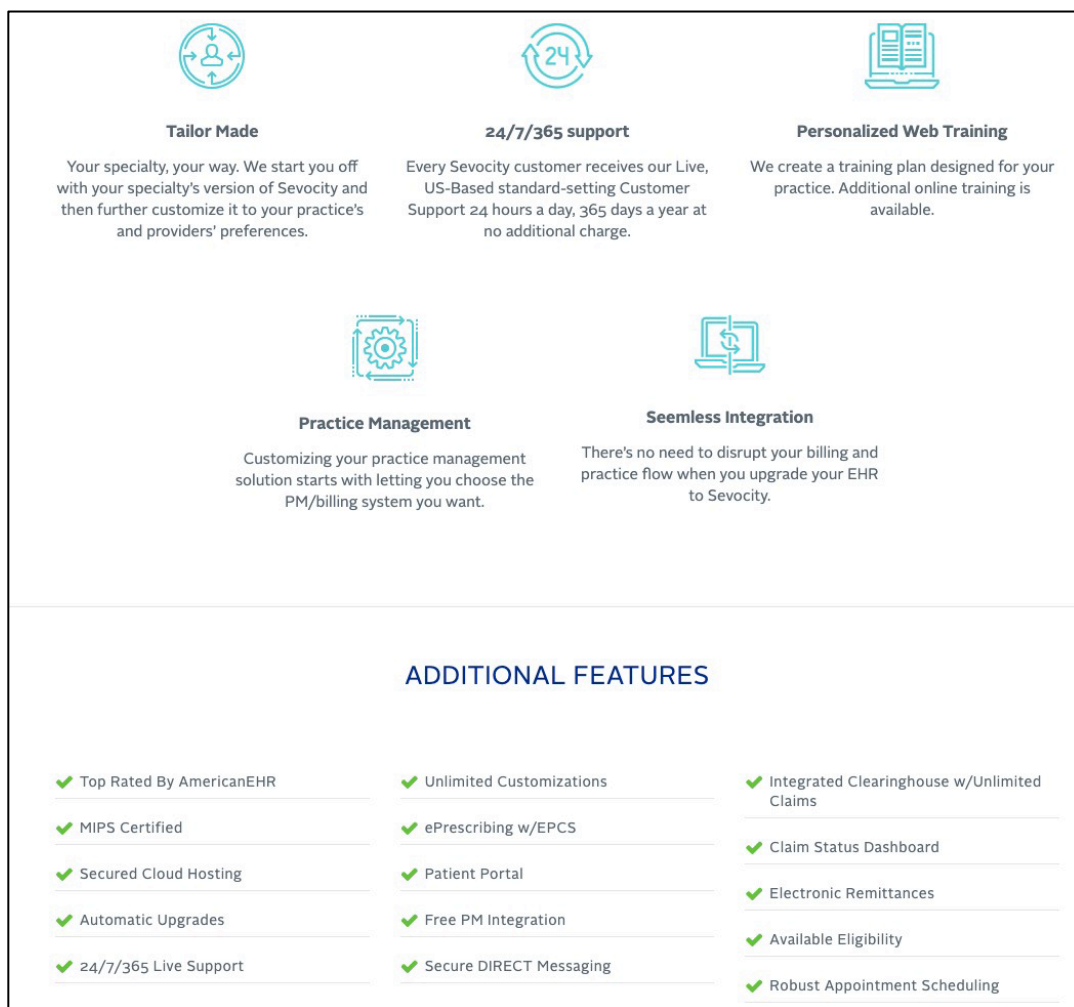 24
Tailor Made
Your specialty, your way. We start you off
with your specialty's version of Sevocity and
then further customize it to your practice's
and providers' preferences.
24/7/365 support
Every Sevocity customer receives our Live,
US-Based standard-setting Customer
Support 24 hours a day, 365 days a year at
no additional charge.
Personalized Web Training
We create a training plan designed for your
practice. Additional online training is
available.
Practice Management
Customizing your practice management
solution starts with letting you choose the
PM/billing system you want.
Seemless Integration
There's no need to disrupt your billing and
practice flow when you upgrade your EHR
to Sevocity.
ADDITIONAL FEATURES
Top Rated By AmericanEHR
MIPS Certified
Secured Cloud Hosting
Automatic Upgrades
24/7/365 Live Support
Unlimited Customizations
ePrescribing w/EPCS
Patient Portal
Free PM Integration
Secure DIRECT Messaging
Integrated Clearinghouse w/Unlimited
Claims
Claim Status Dashboard
Electronic Remittances
Available Eligibility
Robust Appointment Scheduling